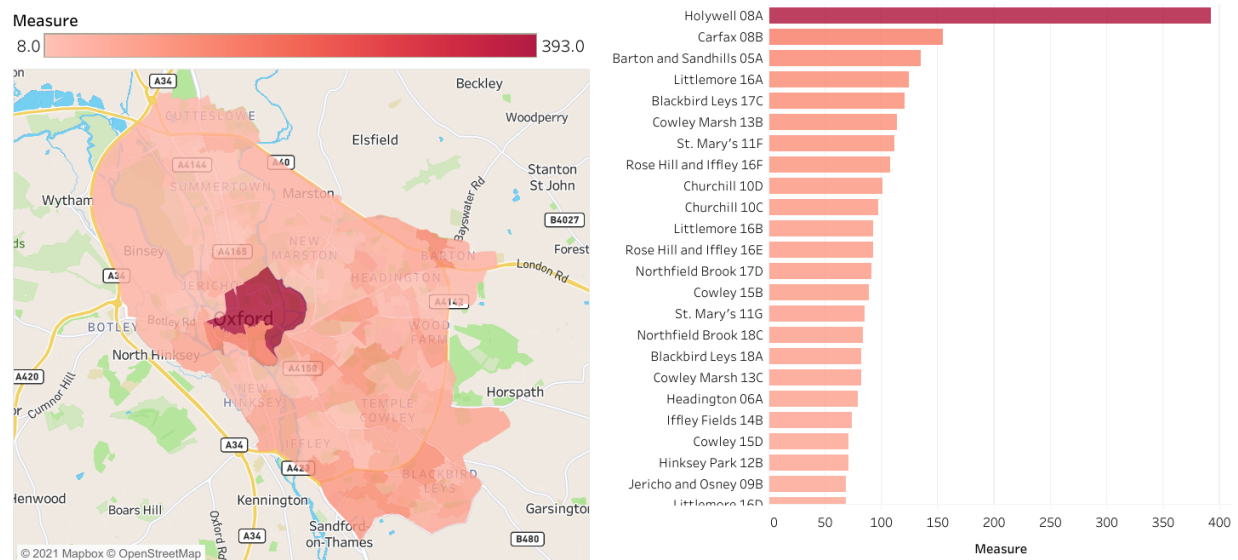 Measure
8.0
393.0
on
A34
Beckley
CUTTESLOWE
Woodperry
Elsfield
A4144
A40
Stanton
St John
SUMMERTOWN
Marston
Wytham
Bayswater Rd
B4027
ds
NEW
MARSTON
Binsey
A4165
BARTON
Forest
A34
HEADINGTON
London Rd
JERICHO
A4142
Oxford
Botley Rd
BOTLEY
WOOD
FARM
North Hinksey
A4150
A420
Cumnor Hill
NEW
HINKSEY
Horspath
or
TEMPLE
COWLEY
A34
IFFLEY
A423
BLACKBIRD
LEYS
Henwood
Kennington
Boars Hill
Garsington
Sandford-
on-Thames
Oxford Rd
A34
B480
© 2021 Mapbox © OpenStreetMap
Holywell 08A
Carfax 08B
Barton and Sandhills 05A
Littlemore 16A
Blackbird Leys 17C
Cowley Marsh 13B
St. Mary's 11F
Rose Hill and Iffley 16F
Churchill 10D
Churchill 10C
Littlemore 16B
Rose Hill and Iffley 16E
Northfield Brook 17D
Cowley 15B
St. Mary's 11G
Northfield Brook 18C
Blackbird Leys 18A
Cowley Marsh 13C
Headington 06A
Iffley Fields 14B
Cowley 15D
Hinksey Park 12B
Jericho and Osney 09B
Littlemore 16D
0 50 100 150 200 250 300 350 400
Measure